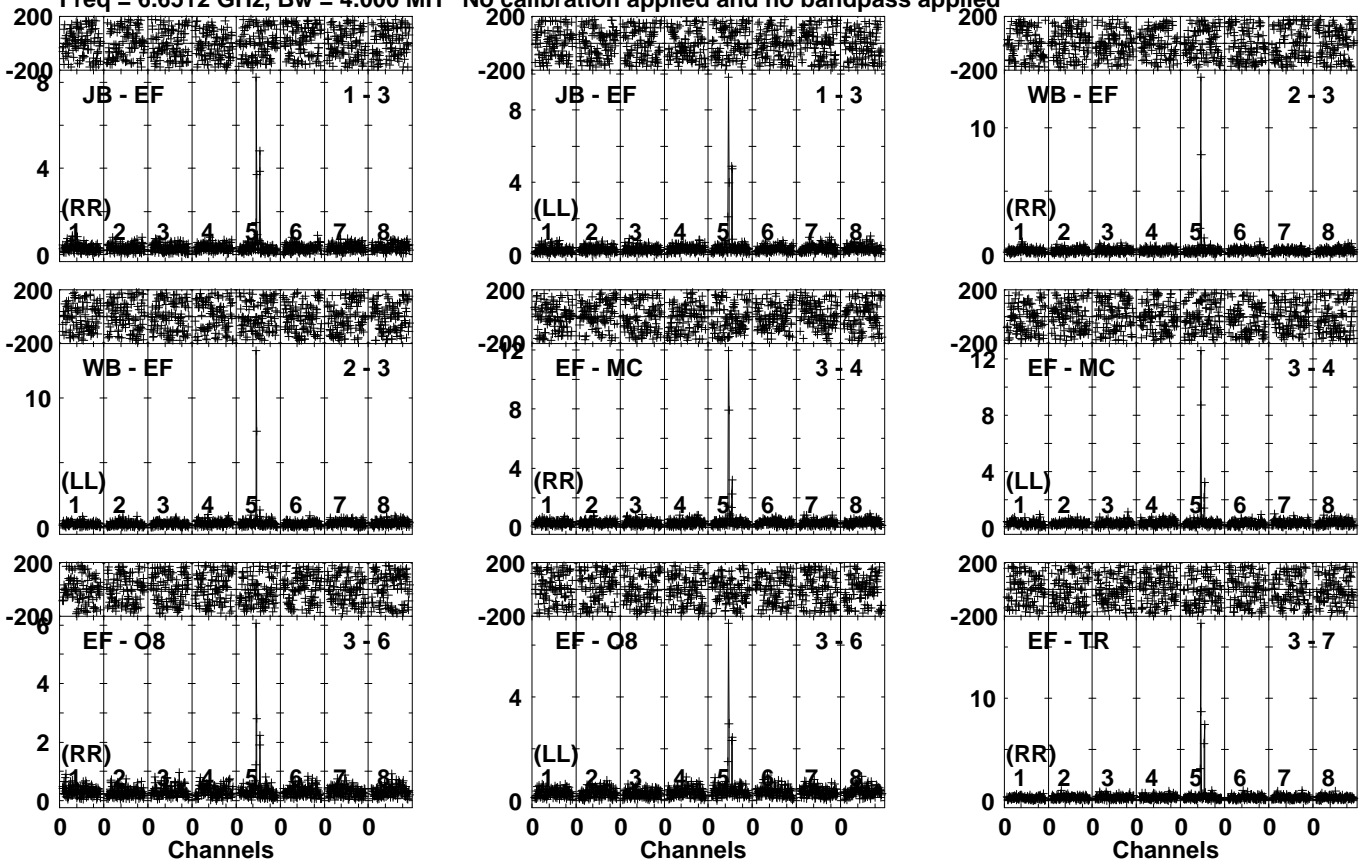 Freq = 6.6512 GHz, Bw = 4.000 MH No calibration applied and no bandpass applied
200
-200
8
4
0
JB - EF 1 - 3
(RR)
1 2 3 4 5 6 7 8
200
-200
8
4
0
JB - EF 1 - 3
(LL)
1 2 3 4 5 6 7 8
200
-200
10
0
WB - EF 2 - 3
(RR)
1 2 3 4 5 6 7 8
200
-200
10
0
WB - EF 2 - 3
(LL)
1 2 3 4 5 6 7 8
200
-200
12
8
4
0
EF - MC 3 - 4
(RR)
1 2 3 4 5 6 7 8
200
-200
12
8
4
0
EF - MC 3 - 4
(LL)
1 2 3 4 5 6 7 8
200
-200
6
4
2
0
EF - O8 3 - 6
(RR)
1 2 3 4 5 6 7 8
0 0 0 0 0 0 0 0
Channels
200
-200
4
0
EF - O8 3 - 6
(LL)
1 2 3 4 5 6 7 8
0 0 0 0 0 0 0 0
Channels
200
-200
10
0
EF - TR 3 - 7
(RR)
1 2 3 4 5 6 7 8
0 0 0 0 0 0 0 0
Channels